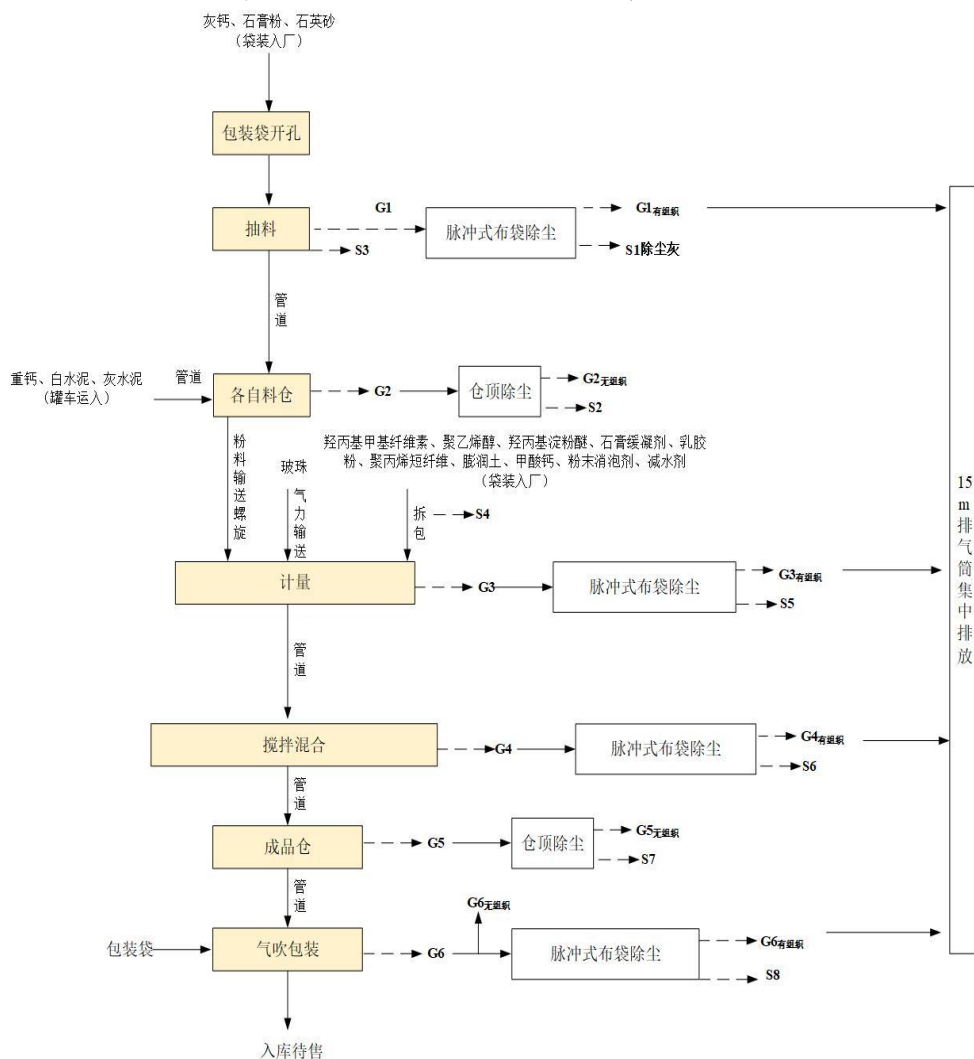 灰钙、石膏粉、石英砂
（袋装入厂）
包装袋开孔
抽料
G1
S3
脉冲式布袋除尘
G1有组织
S1除尘灰
管道
重钙、白水泥、灰水泥
（罐车运入）
管道
各自料仓
G2
仓顶除尘
G2无组织
S2
粉料输送螺旋
玻珠
气力输送
羟丙基甲基纤维素、聚乙烯醇、羟丙基淀粉醚、石膏缓凝剂、乳胶
粉、聚丙烯短纤维、膨润土、甲酸钙、粉末消泡剂、减水剂
（袋装入厂）
拆包
S4
计量
G3
脉冲式布袋除尘
G3有组织
S5
管道
搅拌混合
G4
脉冲式布袋除尘
G4有组织
S6
管道
成品仓
G5
仓顶除尘
G5无组织
S7
管道
包装袋
气吹包装
G6
G6无组织
脉冲式布袋除尘
G6有组织
S8
入库待售
15m排气筒集中排放